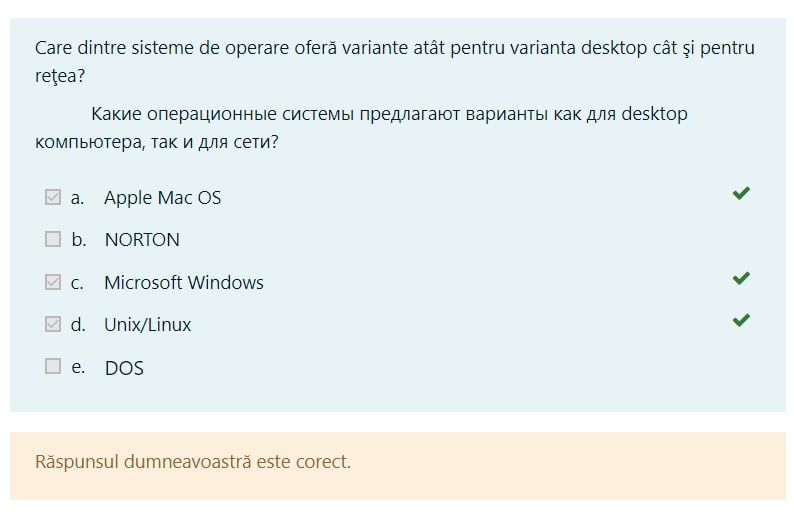 Care dintre sisteme de operare oferă variante atât pentru varianta desktop cât şi pentru
reţea?
Какие операционные системы предлагают варианты как для desktop
компьютера, так и для сети?
a. Apple Mac OS
b. NORTON
c. Microsoft Windows
d. Unix/Linux
e. DOS
Răspunsul dumneavoastră este corect.